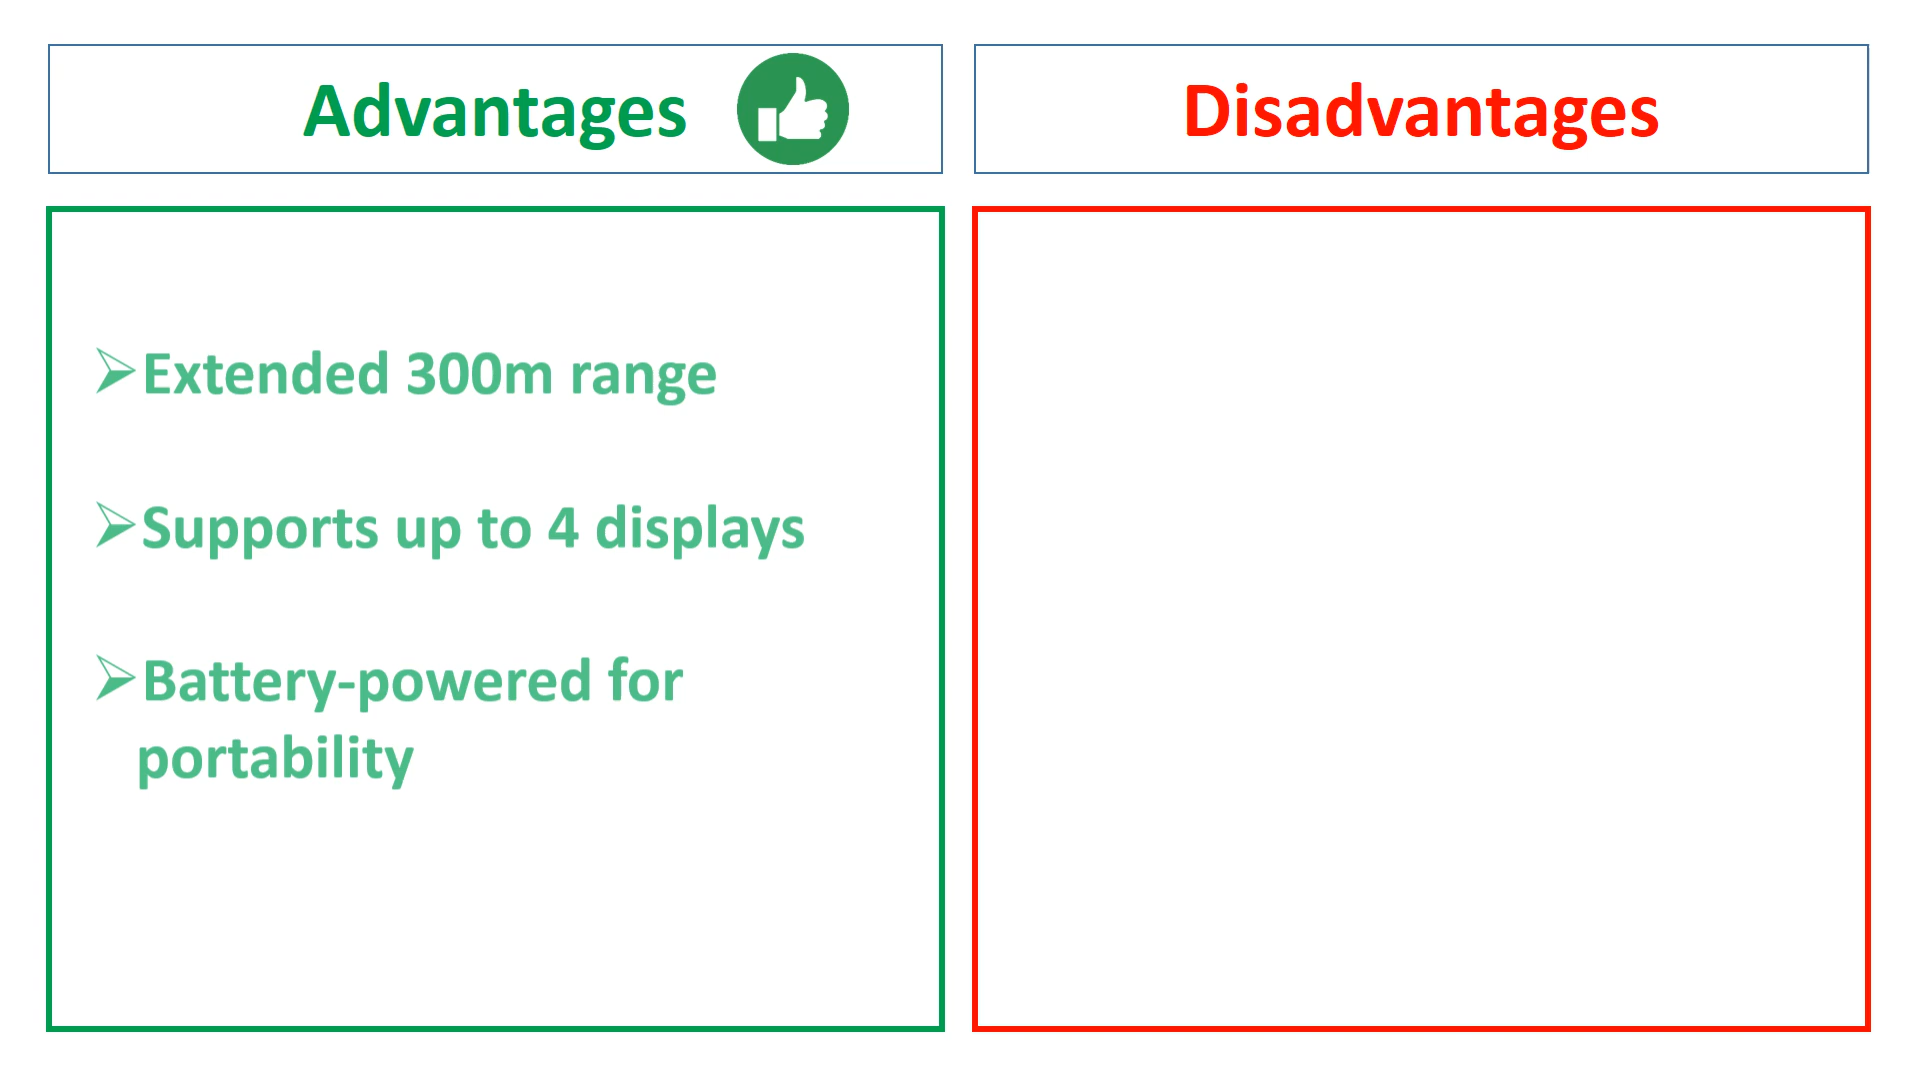 Advantages
Disadvantages
➢Extended 300m range
➢Supports up to 4 displays
➢Battery-powered for
portability